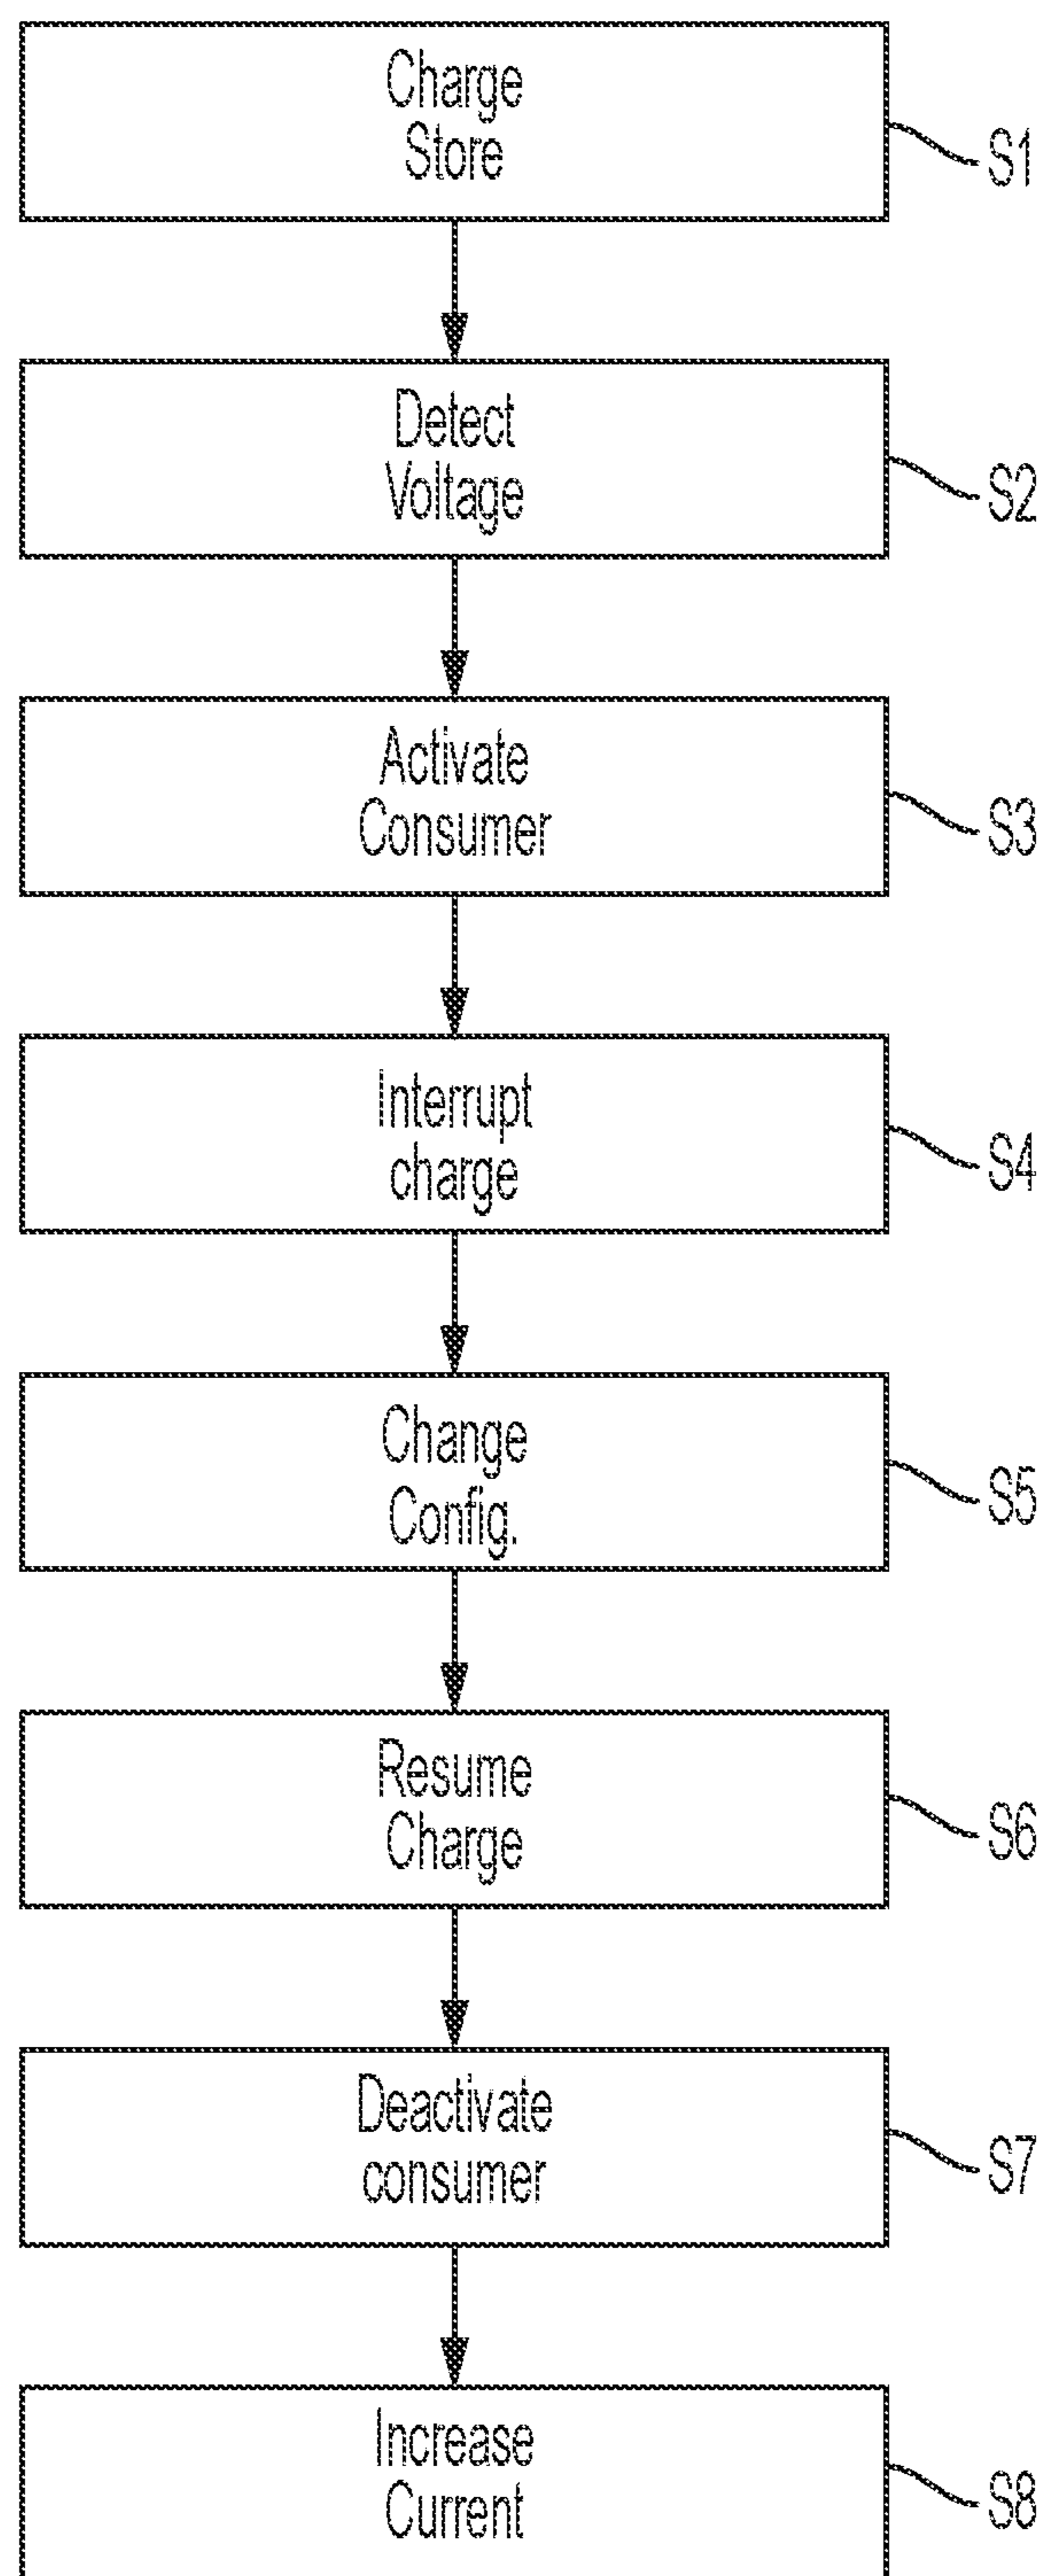 Charge
Store
S1
Detect
Voltage
S2
Activate
Consumer
S3
Interrupt
charge
S4
Change
Config.
S5
Resume
Charge
S6
Deactivate
consumer
S7
Increase
Current
S8